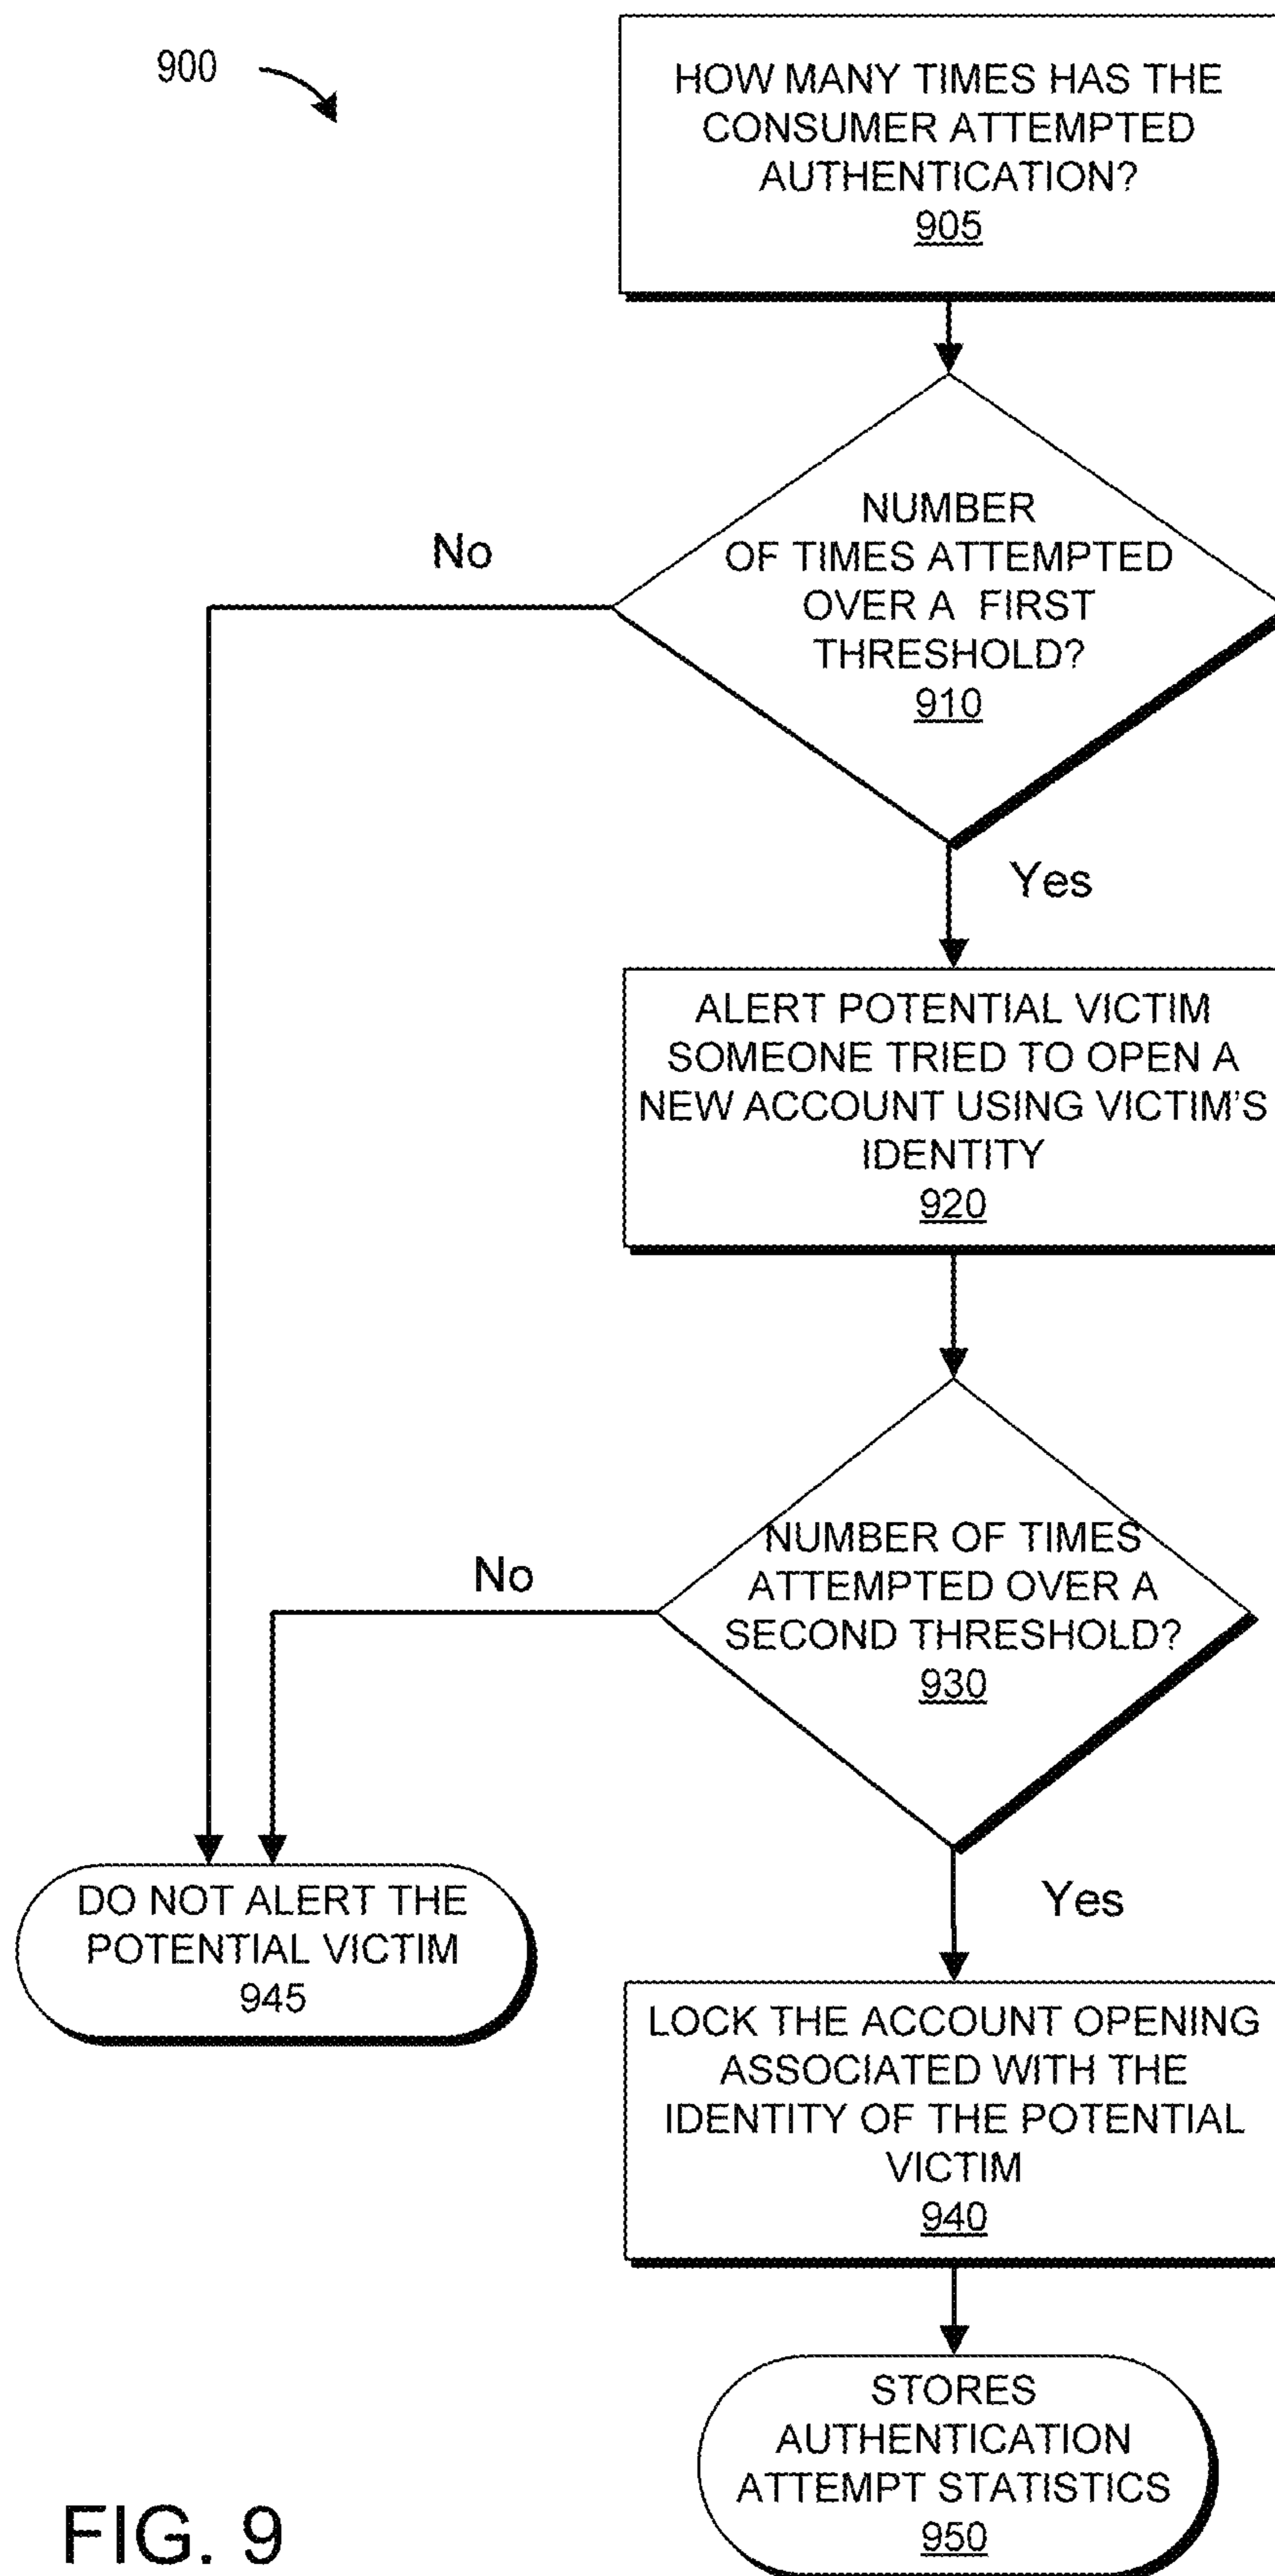 900
HOW MANY TIMES HAS THE
CONSUMER ATTEMPTED
AUTHENTICATION?
905
NUMBER
OF TIMES ATTEMPTED
OVER A FIRST
THRESHOLD?
910
No
Yes
ALERT POTENTIAL VICTIM
SOMEONE TRIED TO OPEN A
NEW ACCOUNT USING VICTIM'S
IDENTITY
920
NUMBER OF TIMES
ATTEMPTED OVER A
SECOND THRESHOLD?
930
No
Yes
DO NOT ALERT THE
POTENTIAL VICTIM
945
LOCK THE ACCOUNT OPENING
ASSOCIATED WITH THE
IDENTITY OF THE POTENTIAL
VICTIM
940
STORES
AUTHENTICATION
ATTEMPT STATISTICS
950
FIG. 9